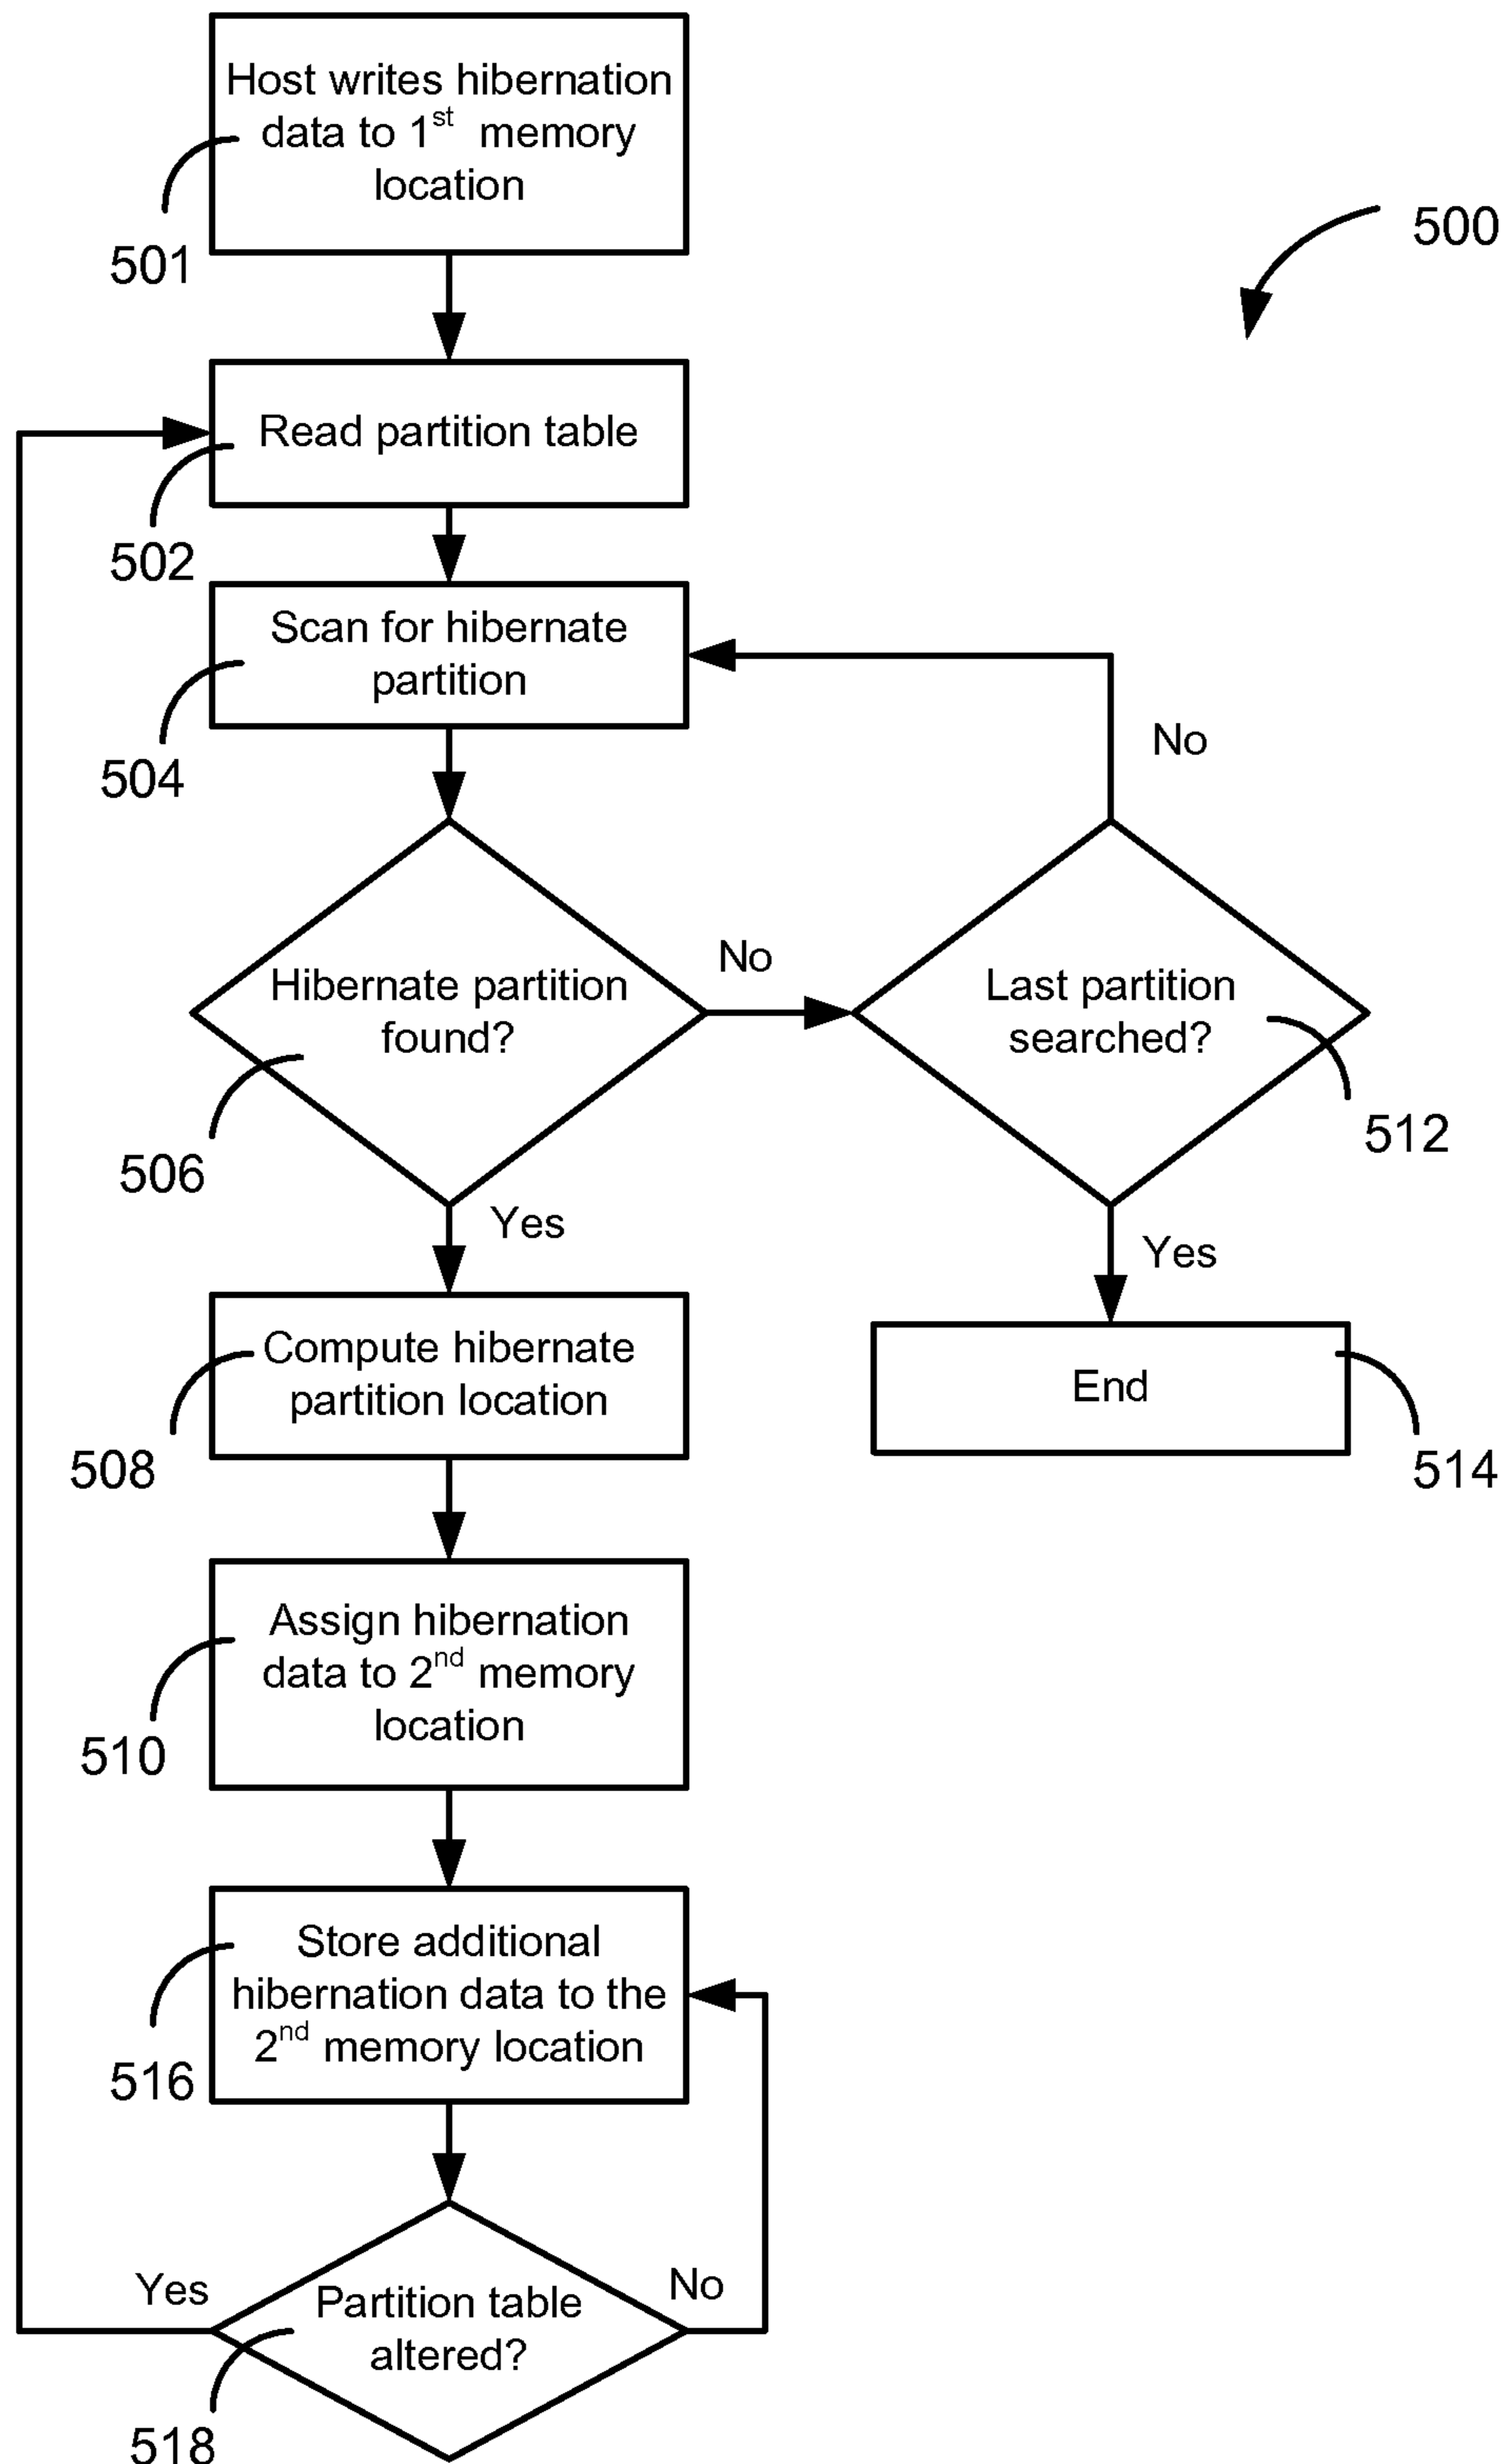 Host writes hibernation
data to 1st memory
location
501
500
Read partition table
502
Scan for hibernate
partition
504
No
Hibernate partition
found?
506
No
Last partition
searched?
512
Yes
Yes
Compute hibernate
partition location
508
End
514
Assign hibernation
data to 2nd memory
location
510
Store additional
hibernation data to the
2nd memory location
516
Yes
Partition table
altered?
No
518